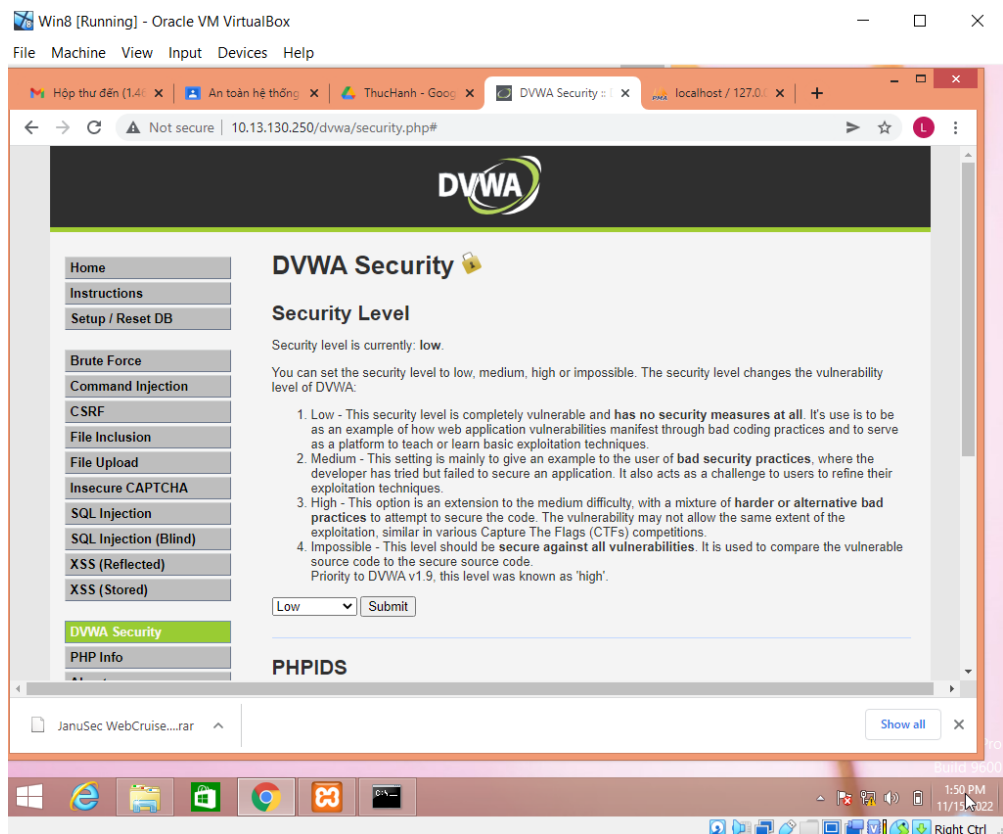 Win8 [Running] - Oracle VM VirtualBox
File Machine View Input Devices Help
Hộp thư đến (1.46
An toàn hệ thống
ThucHanh - Goog
DVWA Security ::
localhost / 127.0.
Not secure | 10.13.130.250/dvwa/security.php#
L
DVWA
Home
Instructions
Setup / Reset DB
Brute Force
Command Injection
CSRF
File Inclusion
File Upload
Insecure CAPTCHA
SQL Injection
SQL Injection (Blind)
XSS (Reflected)
XSS (Stored)
DVWA Security
PHP Info
DVWA Security
Security Level
Security level is currently: low.
You can set the security level to low, medium, high or impossible. The security level changes the vulnerability
level of DVWA:
1. Low - This security level is completely vulnerable and has no security measures at all. It's use is to be
as an example of how web application vulnerabilities manifest through bad coding practices and to serve
as a platform to teach or learn basic exploitation techniques.
2. Medium - This setting is mainly to give an example to the user of bad security practices, where the
developer has tried but failed to secure an application. It also acts as a challenge to users to refine their
exploitation techniques.
3. High - This option is an extension to the medium difficulty, with a mixture of harder or alternative bad
practices to attempt to secure the code. The vulnerability may not allow the same extent of the
exploitation, similar in various Capture The Flags (CTFs) competitions.
4. Impossible - This level should be secure against all vulnerabilities. It is used to compare the vulnerable
source code to the secure source code.
Priority to DVWA v1.9, this level was known as 'high'.
Low
Submit
PHPIDS
JanuSec WebCruise....rar
Show all
Pro
Build 9600
1:50 PM
11/15/2022
Right Ctrl